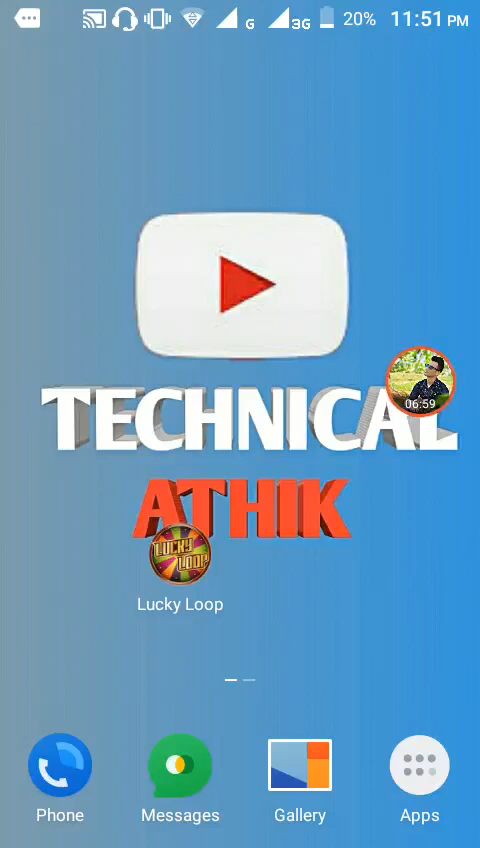 G 3G 20% 11:51 PM
TECHNICAL
06:59
ATHIK
LUCKY
LOOP
Lucky Loop
Phone Messages Gallery Apps